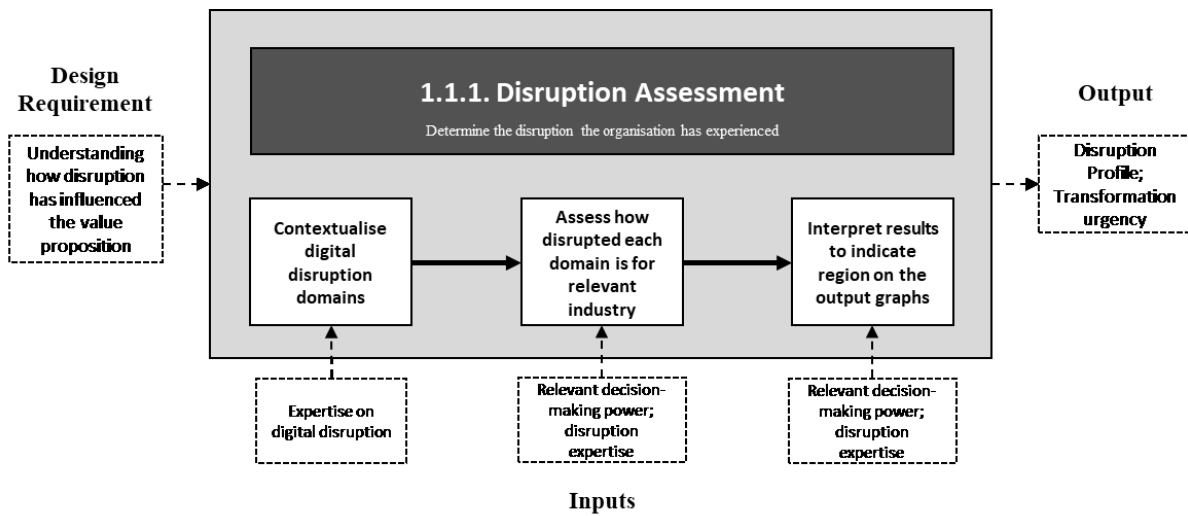 Design
Requirement
Understanding
how disruption
has influenced
the value
proposition
1.1.1. Disruption Assessment
Determine the disruption the organisation has experienced
Contextualise
digital
disruption
domains
Assess how
disrupted each
domain is for
relevant
industry
Interpret results
to indicate
region on the
output graphs
Output
Disruption
Profile;
Transformation
urgency
Expertise on
digital disruption
Relevant decision-
making power;
disruption
expertise
Relevant decision-
making power;
disruption
expertise
Inputs